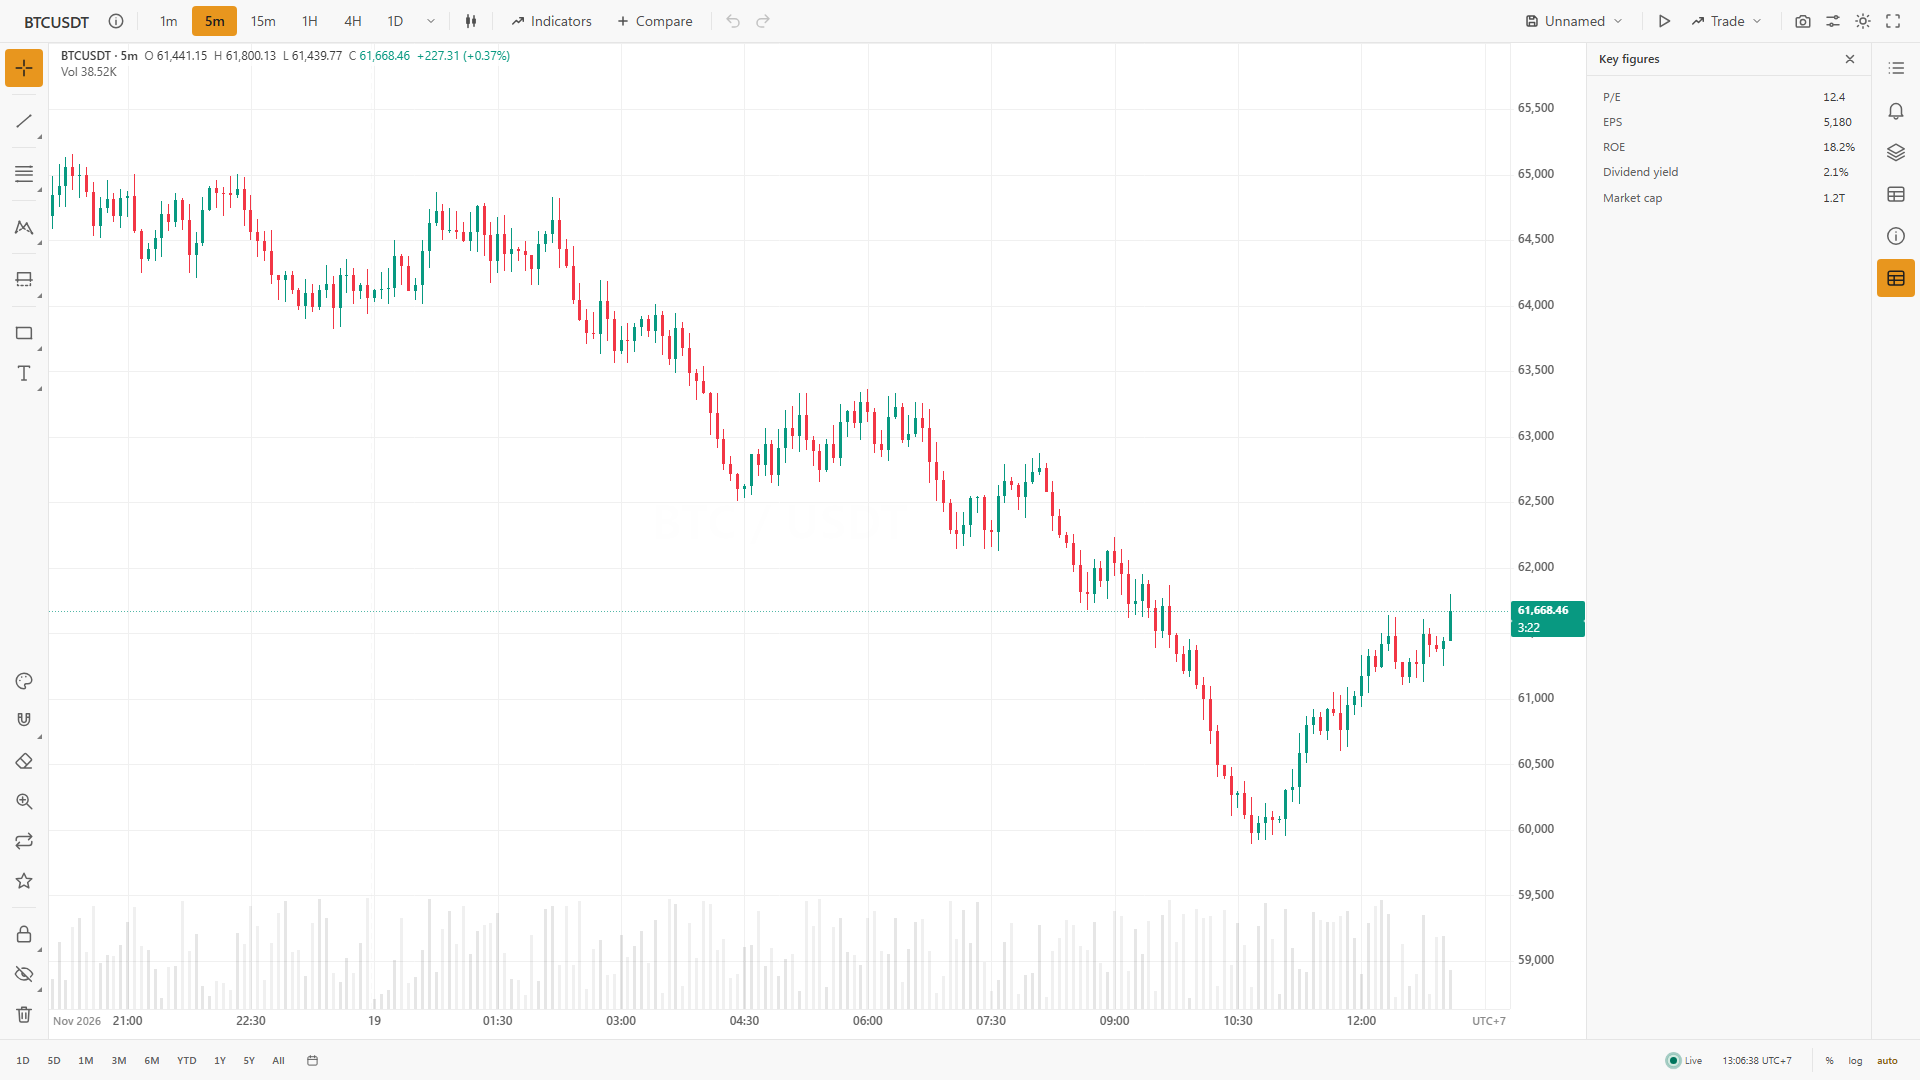 BTCUSDT 1m 5m 15m 1H 4H 1D Indicators Compare Unnamed Trade
BTCUSDT · 5m O 61,441.15 H 61,800.13 L 61,439.77 C 61,668.46 +227.31 (+0.37%)
Vol 38.52K
65,500
65,000
64,500
64,000
63,500
63,000
62,500
62,000
61,668.46
3:22
61,000
60,500
60,000
59,500
59,000
Nov 2026 21:00 22:30 19 01:30 03:00 04:30 06:00 07:30 09:00 10:30 12:00 UTC+7
Key figures
P/E 12.4
EPS 5,180
ROE 18.2%
Dividend yield 2.1%
Market cap 1.2T
1D 5D 1M 3M 6M YTD 1Y 5Y All Live 13:06:38 UTC+7 % log auto